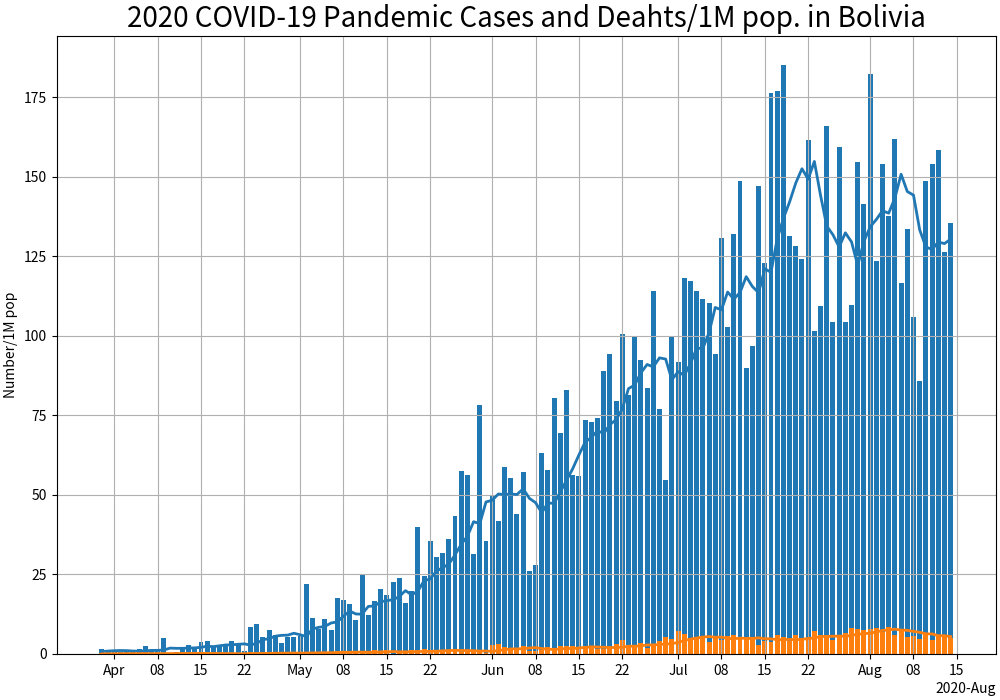 2020 COVID-19 Pandemic Cases and Deahts/1M pop. in Bolivia
Number/1M pop
175
150
125
100
75
50
25
0
Apr 08 15 22 May 08 15 22 Jun 08 15 22 Jul 08 15 22 Aug 08 15
2020-Aug